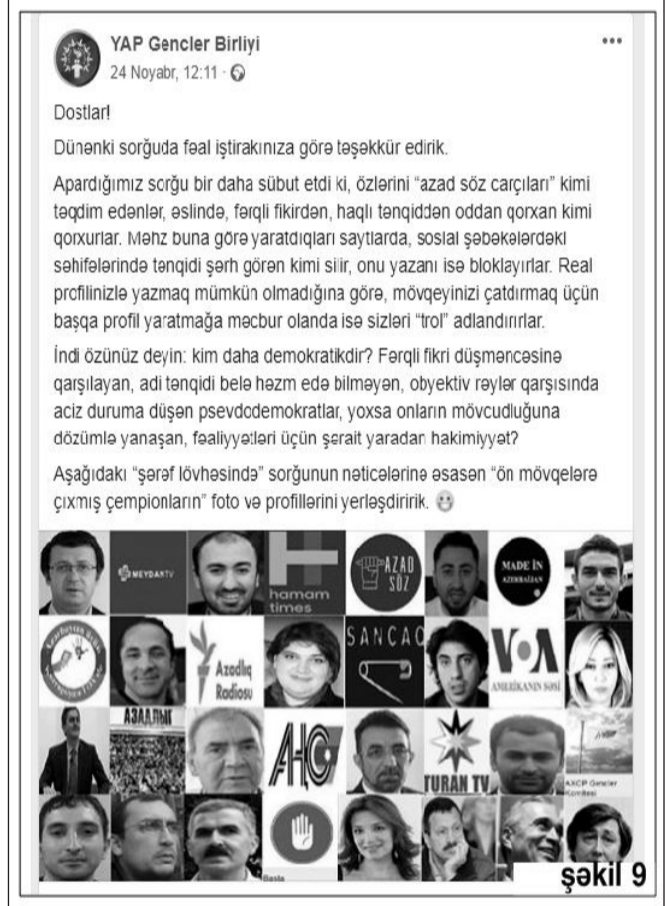 YAP Gencler Birliyi
24 Noyabr, 12:11
Dostlar!
Dünənki sorğuda fəal iştirakınıza görə təşəkkür edirik.
Apardığımız sorğu bir daha sübut etdi ki, özlərini “azad söz carçıları” kimi
təqdim edənlər, əslində, fərqli fikirdən, haqlı tənqiddən oddan qorxan kimi
qorxurlar. Məhz buna görə yaratdıqları saytlarda, sosial şəbəkələrdəki
səhifələrində tənqidi şərh görən kimi silir, onu yazanı isə bloklayırlar. Real
profilinizlə yazmaq mümkün olmadığına görə, mövqeyinizi çatdırmaq üçün
başqa profil yaratmağa məcbur olanda isə sizləri “trol” adlandırırlar.
İndi özünüz deyin: kim daha demokratikdir? Fərqli fikri düşməncəsinə
qarşılayan, adi tənqidi belə həzm edə bilməyən, obyektiv rəylər qarşısında
aciz duruma düşən psevdodemokratlar, yoxsa onların mövcudluğuna
dözümlə yanaşan, fəaliyyətləri üçün şərait yaradan hakimiyyət?
Aşağıdakı “şərəf lövhəsində” sorğunun nəticələrinə əsasən “ön mövqelərə
çıxmış çempionların” foto və profillərini yerləşdiririk.
MEYDAN TV
hamam
times
AZAD
SÖZ
MADE IN
AZERBAIJAN
Azadlıq
Radiosu
SANCAQ
VOA
AMERİKANIN SƏSİ
АЗАДЛЫГ
AHC
TURAN TV
AXCP Gənclər
Komitəsi
Basta
şəkil 9